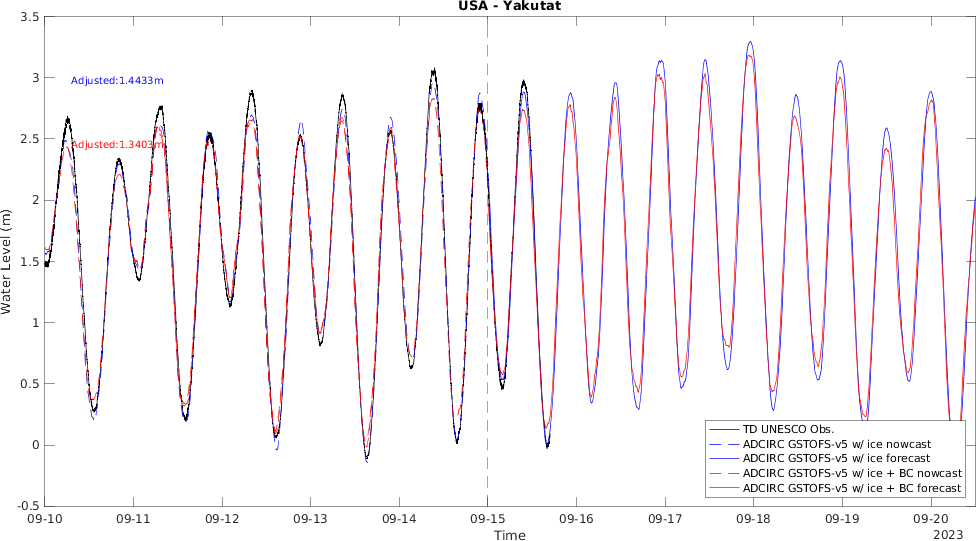 USA - Yakutat
3.5
3
2.5
2
1.5
1
0.5
0
-0.5
Water Level (m)
Adjusted:1.4433m
Adjusted:1.3403m
TD UNESCO Obs.
ADCIRC GSTOFS-v5 w/ ice nowcast
ADCIRC GSTOFS-v5 w/ ice forecast
ADCIRC GSTOFS-v5 w/ ice + BC nowcast
ADCIRC GSTOFS-v5 w/ ice + BC forecast
09-10 09-11 09-12 09-13 09-14 09-15 09-16 09-17 09-18 09-19 09-20
Time
2023